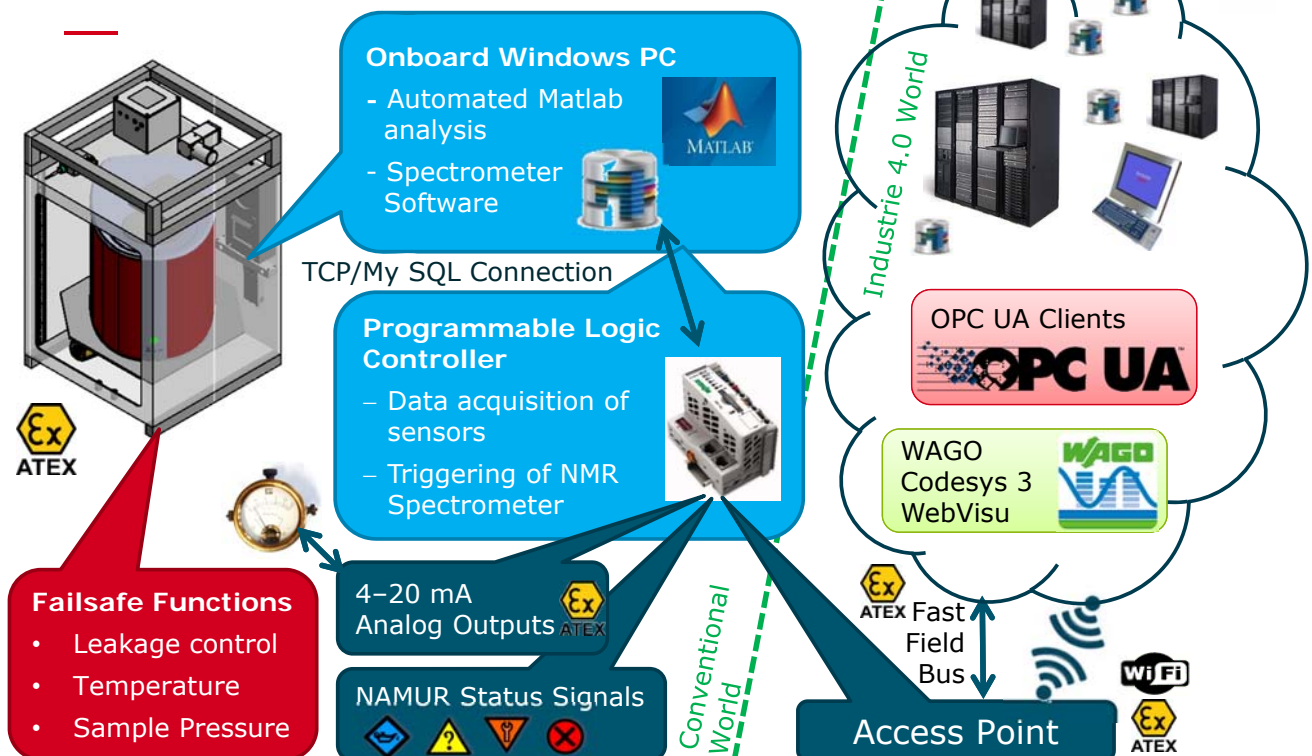 Onboard Windows PC
- Automated Matlab
analysis
- Spectrometer
Software
MATLAB
TCP/My SQL Connection
Programmable Logic
Controller
– Data acquisition of
sensors
– Triggering of NMR
Spectrometer
Ex
ATEX
Failsafe Functions
• Leakage control
• Temperature
• Sample Pressure
4–20 mA
Analog Outputs
Ex
ATEX
NAMUR Status Signals
?
Conventional
World
Industrie 4.0 World
OPC UA Clients
OPC UA
WAGO
Codesys 3
WebVisu
WAGO
Ex
ATEX
Fast
Field
Bus
Access Point
Wi Fi
Ex
ATEX